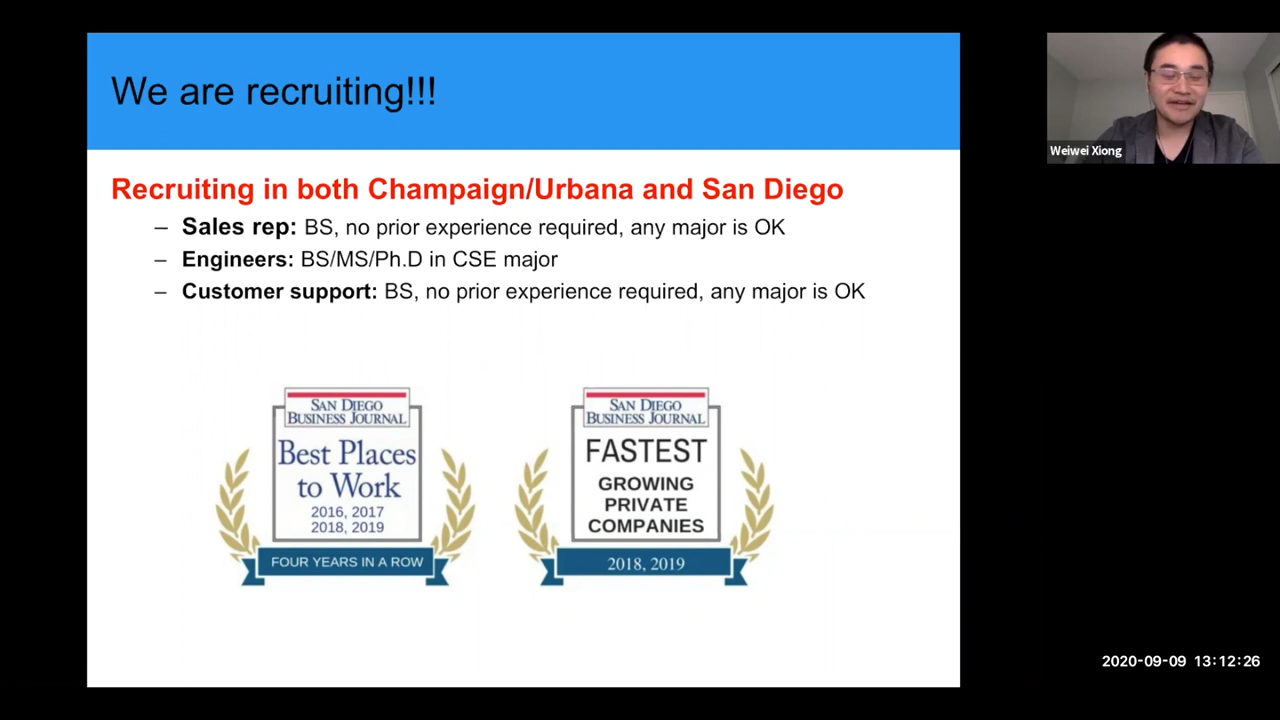 We are recruiting!!!
Recruiting in both Champaign/Urbana and San Diego
– Sales rep: BS, no prior experience required, any major is OK
– Engineers: BS/MS/Ph.D in CSE major
– Customer support: BS, no prior experience required, any major is OK
SAN DIEGO
BUSINESS JOURNAL
Best Places
to Work
2016, 2017
2018, 2019
FOUR YEARS IN A ROW
SAN DIEGO
BUSINESS JOURNAL
FASTEST
GROWING
PRIVATE
COMPANIES
2018, 2019
Weiwei Xiong
2020-09-09 13:12:26